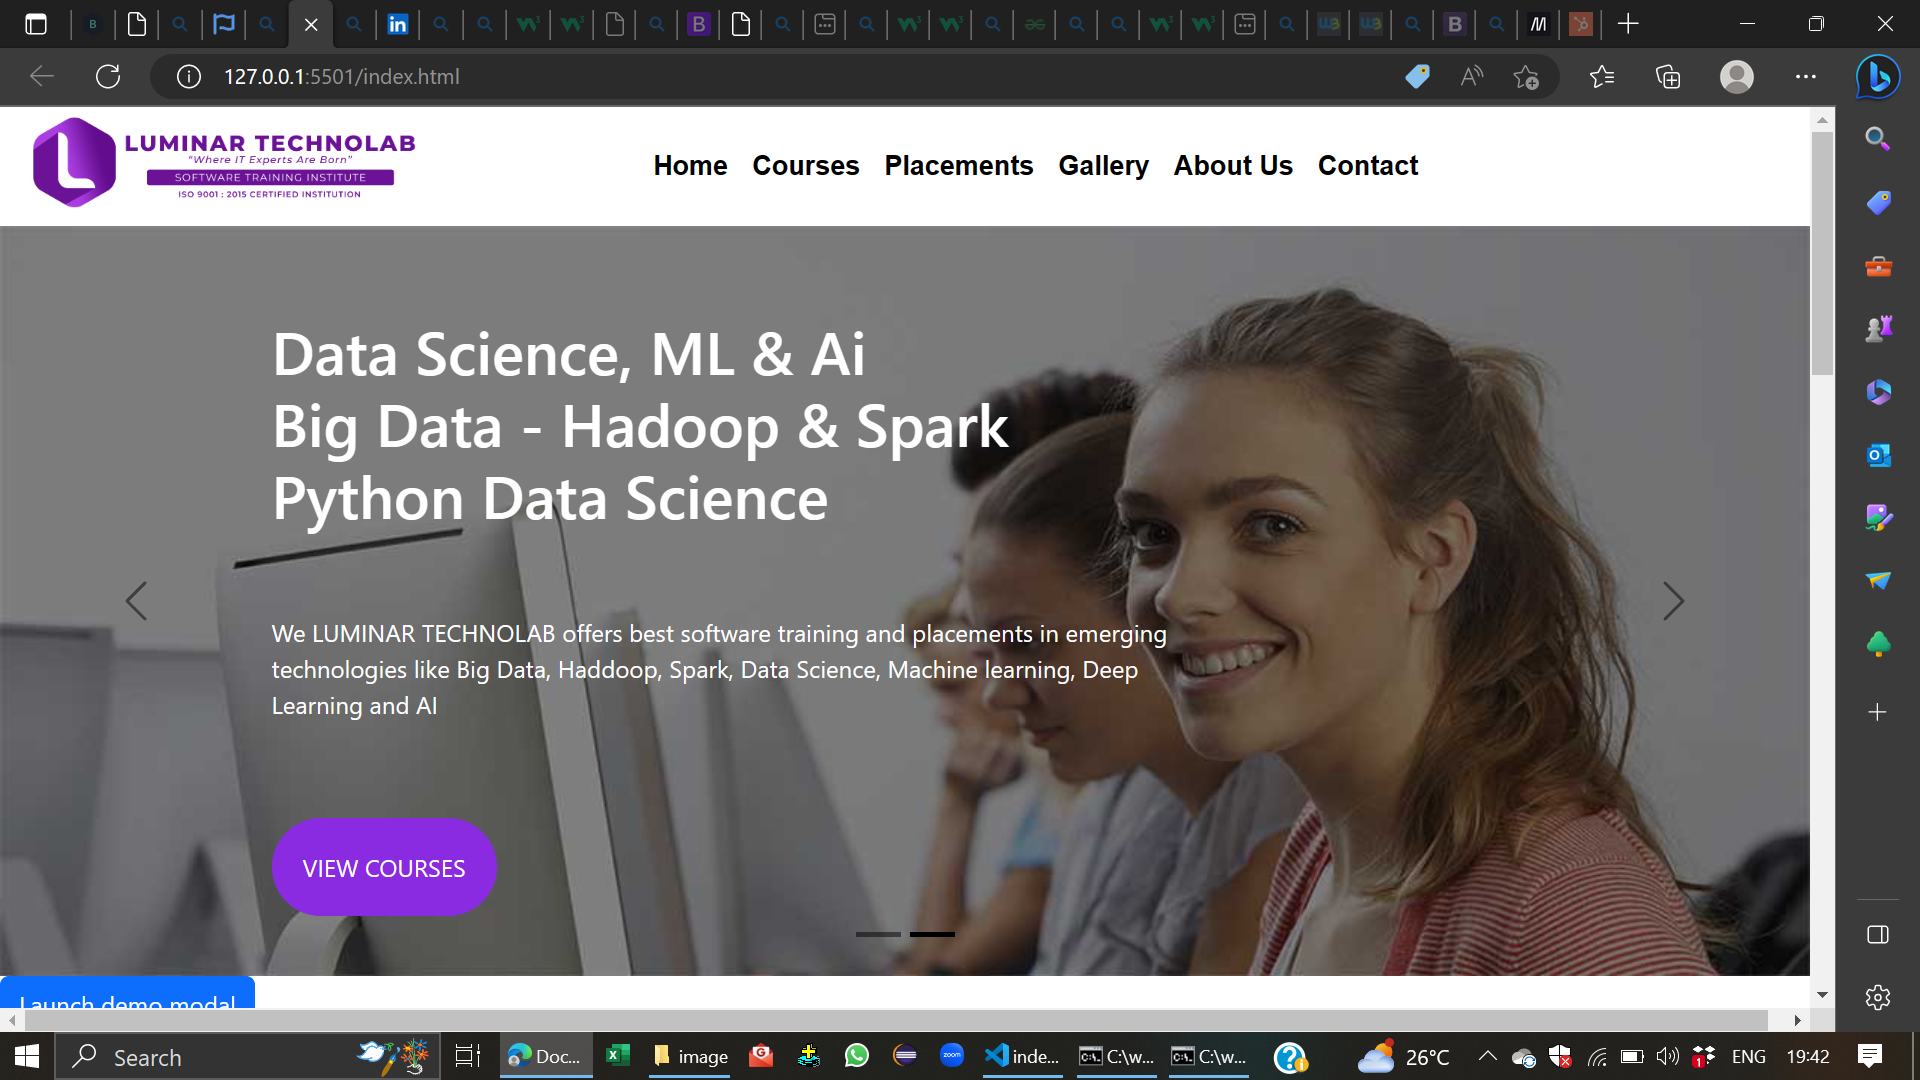 127.0.0.1:5501/index.html
LUMINAR TECHNOLAB
"Where IT Experts Are Born"
SOFTWARE TRAINING INSTITUTE
ISO 9001 : 2015 CERTIFIED INSTITUTION
Home Courses Placements Gallery About Us Contact
Data Science, ML & Ai
Big Data - Hadoop & Spark
Python Data Science
We LUMINAR TECHNOLAB offers best software training and placements in emerging
technologies like Big Data, Haddoop, Spark, Data Science, Machine learning, Deep
Learning and AI
VIEW COURSES
Launch demo modal
Search Doc... image zoom inde... C:\w... C:\w... 26°C ENG 19:42